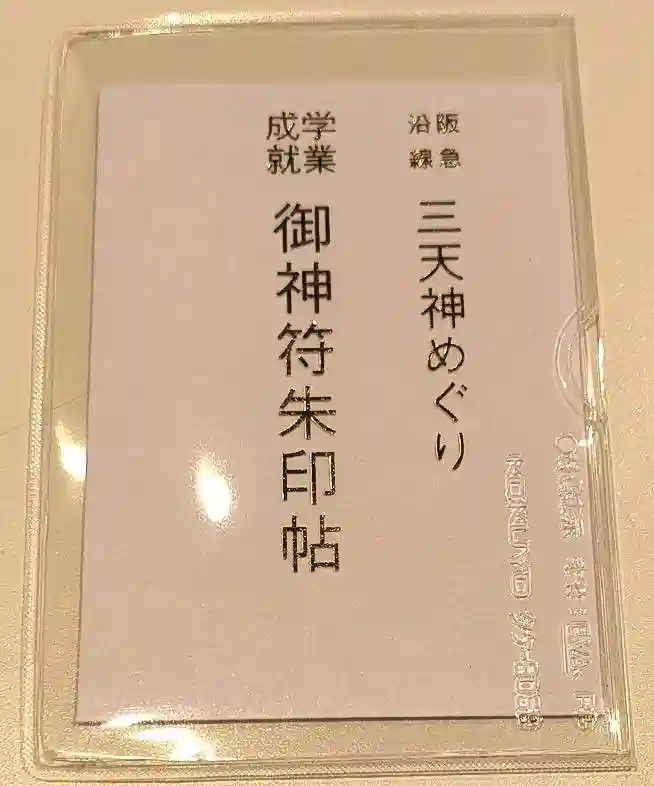 阪急沿線
三天神めぐり
学業成就
御神符朱印帖